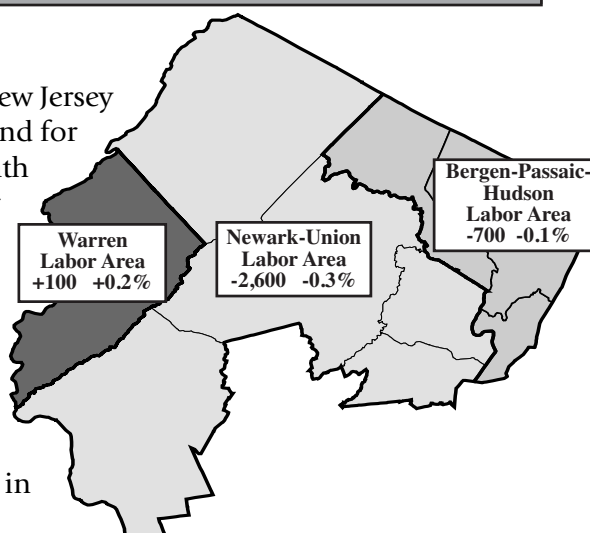 ew Jersey
nd for
ith
Bergen-Passaic-
Hudson
Labor Area
-700 -0.1%
Warren
Labor Area
+100 +0.2%
Newark-Union
Labor Area
-2,600 -0.3%
in